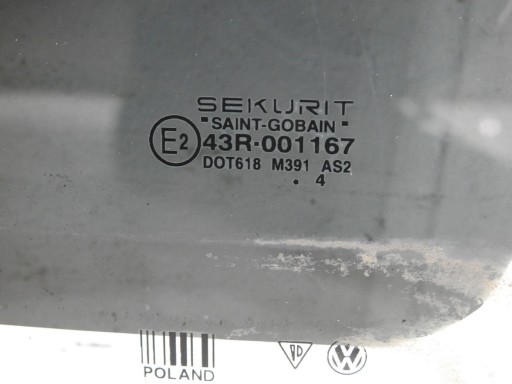 SEKURIT
"SAINT-GOBAIN"
E2 43R-001167
DOT618 M391 AS2
. 4
POLAND